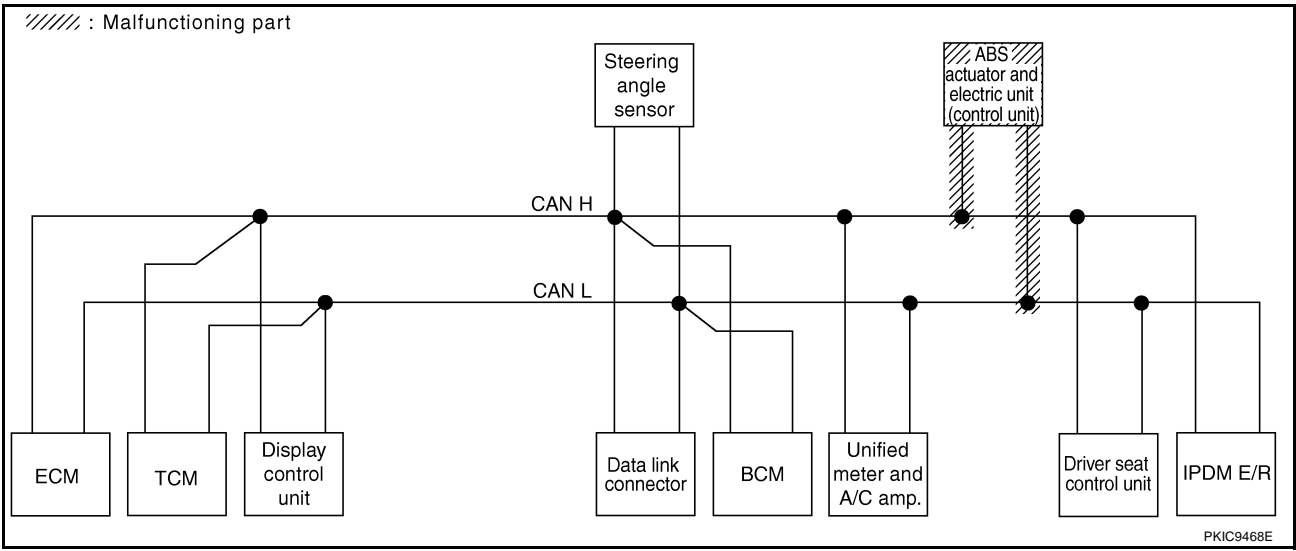 : Malfunctioning part
Steering
angle
sensor
ABS
actuator and
electric unit
(control unit)
CAN H
CAN L
ECM
TCM
Display
control
unit
Data link
connector
BCM
Unified
meter and
A/C amp.
Driver seat
control unit
IPDM E/R
PKIC9468E